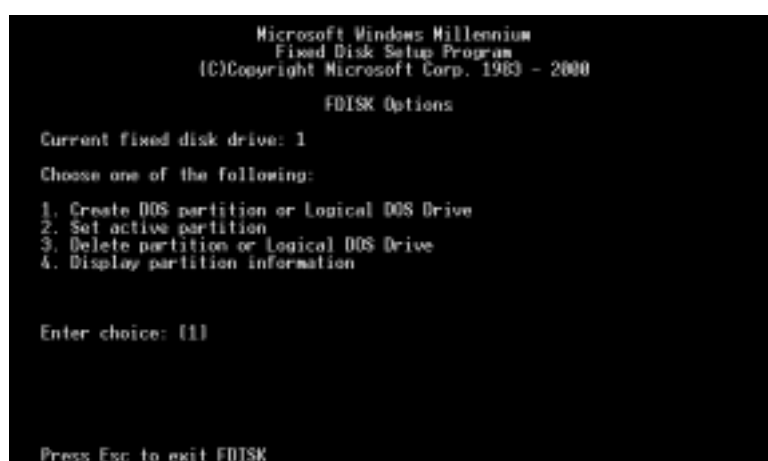 Microsoft Windows Millennium
Fixed Disk Setup Program
(C)Copyright Microsoft Corp. 1983 - 2000
FDISK Options
Current fixed disk drive: 1
Choose one of the following:
1. Create DOS partition or Logical DOS Drive
2. Set active partition
3. Delete partition or Logical DOS Drive
4. Display partition information
Enter choice: [1]
Press Esc to exit FDISK